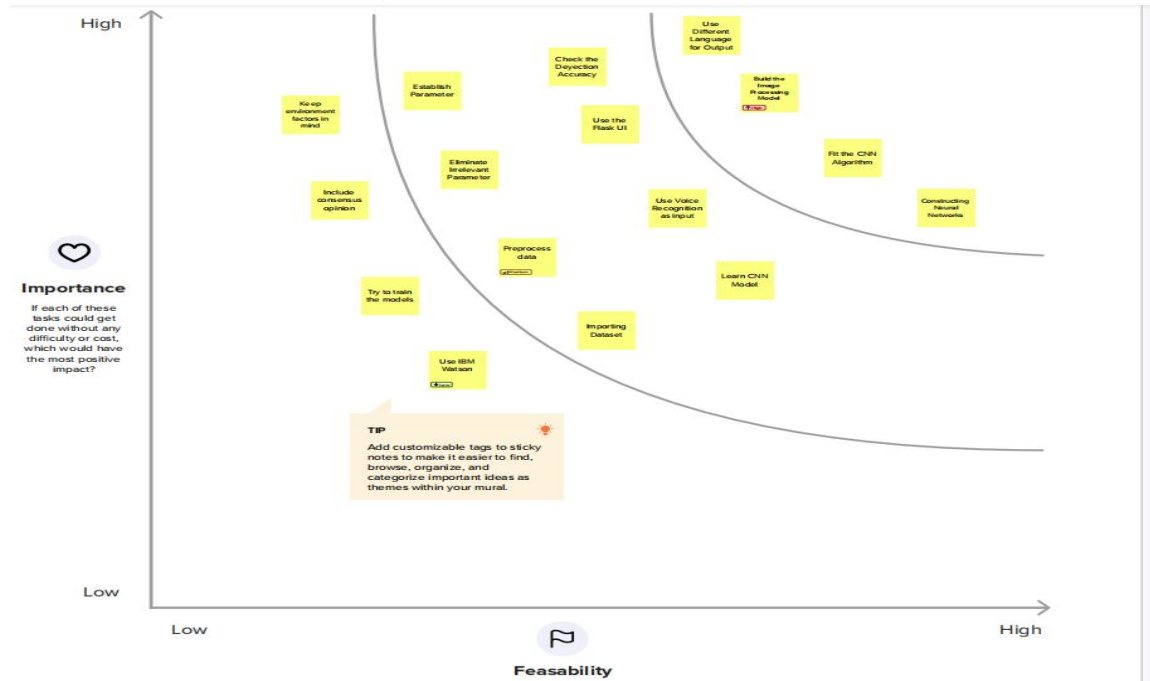 High
Use
Different
Language
for Output
Check the
Deyection
Accuracy
Build the
Image
Processing
Model
Establish
Parameter
Keep
environment
factors in
mind
Use the
Flask UI
Fit the CNN
Algorithm
Eliminate
Irrelevant
Parameter
Include
consensus
opinion
Use Voice
Recognition
as input
Constructing
Neural
Networks
Preprocess
data
Learn CNN
Model
Try to train
the models
Importing
Dataset
Use IBM
Watson
Importance
If each of these
tasks could get
done without any
difficulty or cost,
which would have
the most positive
impact?
TIP
Add customizable tags to sticky
notes to make it easier to find,
browse, organize, and
categorize important ideas as
themes within your mural.
Low
Low
High
Feasability